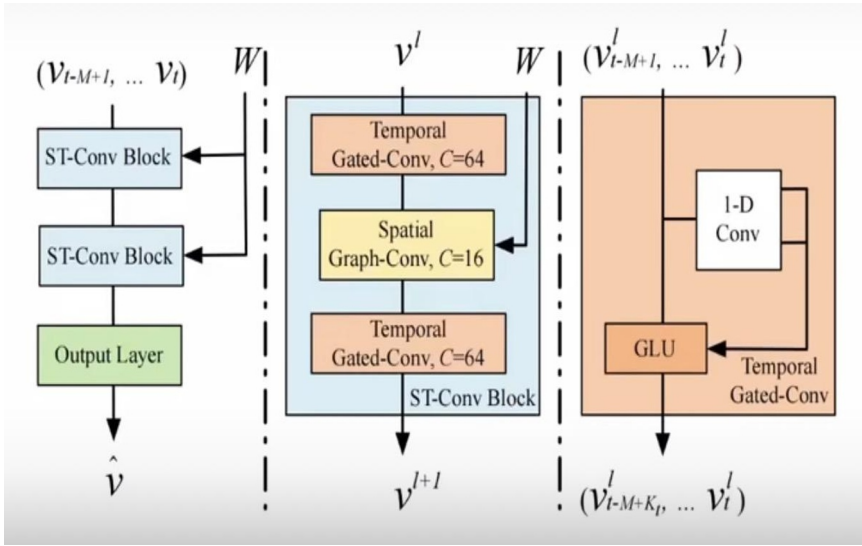 (v_{t-M+1}, ... v_t)
W
ST-Conv Block
ST-Conv Block
Output Layer
v̂
v^l
W
Temporal
Gated-Conv, C=64
Spatial
Graph-Conv, C=16
Temporal
Gated-Conv, C=64
ST-Conv Block
v^{l+1}
(v^l_{t-M+1}, ... v^l_t)
1-D
Conv
GLU
Temporal
Gated-Conv
(v^l_{t-M+K_t}, ... v^l_t)